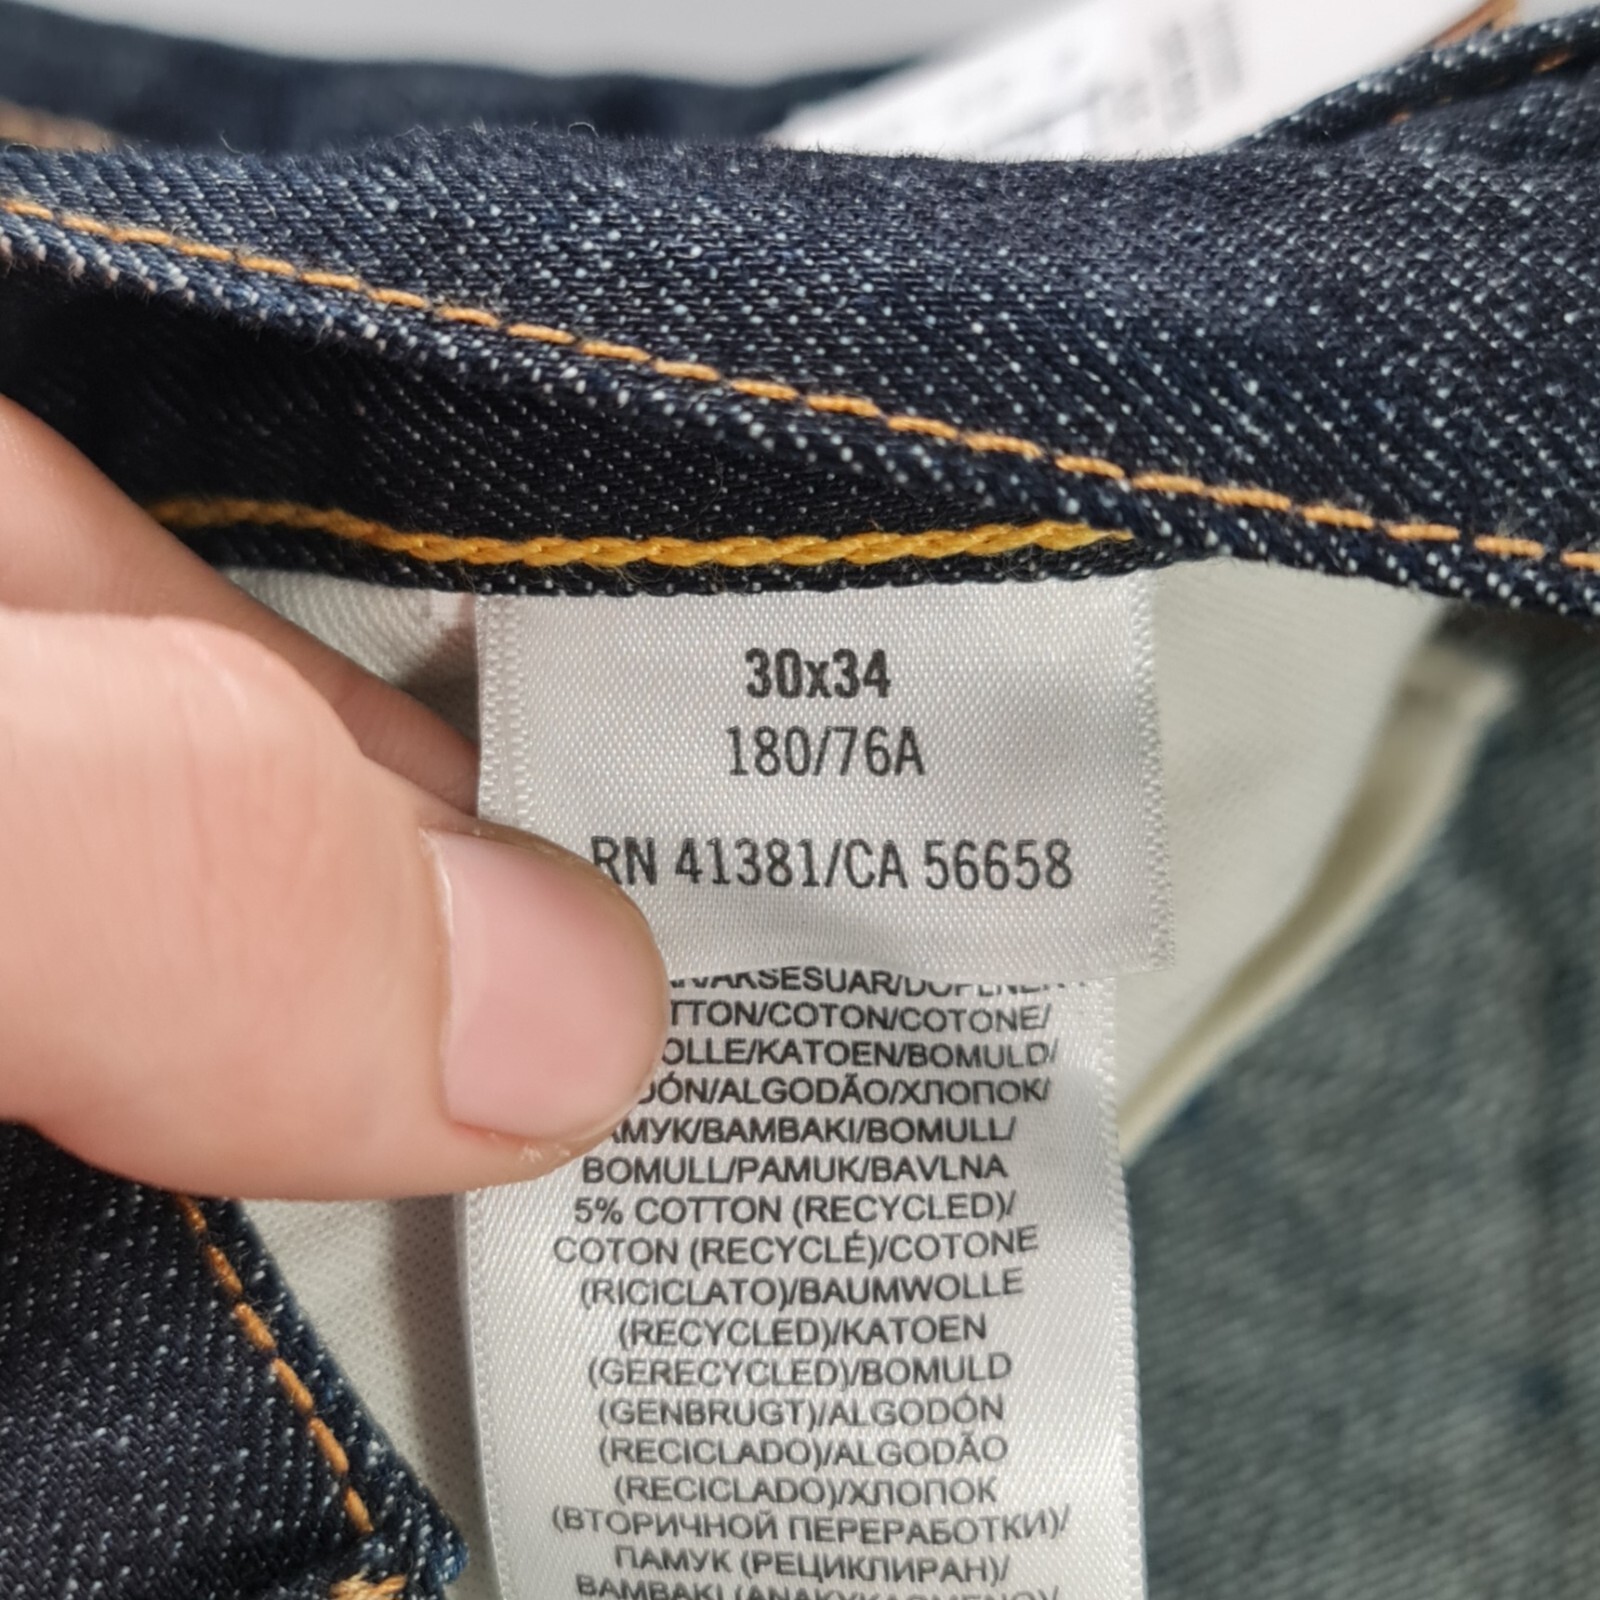 30x34
180/76A
RN 41381/CA 56658
COTON/COTONE/
KATOEN/BOMULD/
ALGODÃO/ХЛОПОК/
BAMBAKI/BOMULL/
BOMULL/PAMUK/BAVLNA
5% COTTON (RECYCLED)/
COTON (RECYCLÉ)/COTONE
(RICICLATO)/BAUMWOLLE
(RECYCLED)/KATOEN
(GERECYCLED)/BOMULD
(GENBRUGT)/ALGODÓN
(RECICLADO)/ALGODÃO
(RECICLADO)/ХЛОПОК
(ВТОРИЧНОЙ ПЕРЕРАБОТКИ)/
ПАМУК (РЕЦИКЛИРАН)/